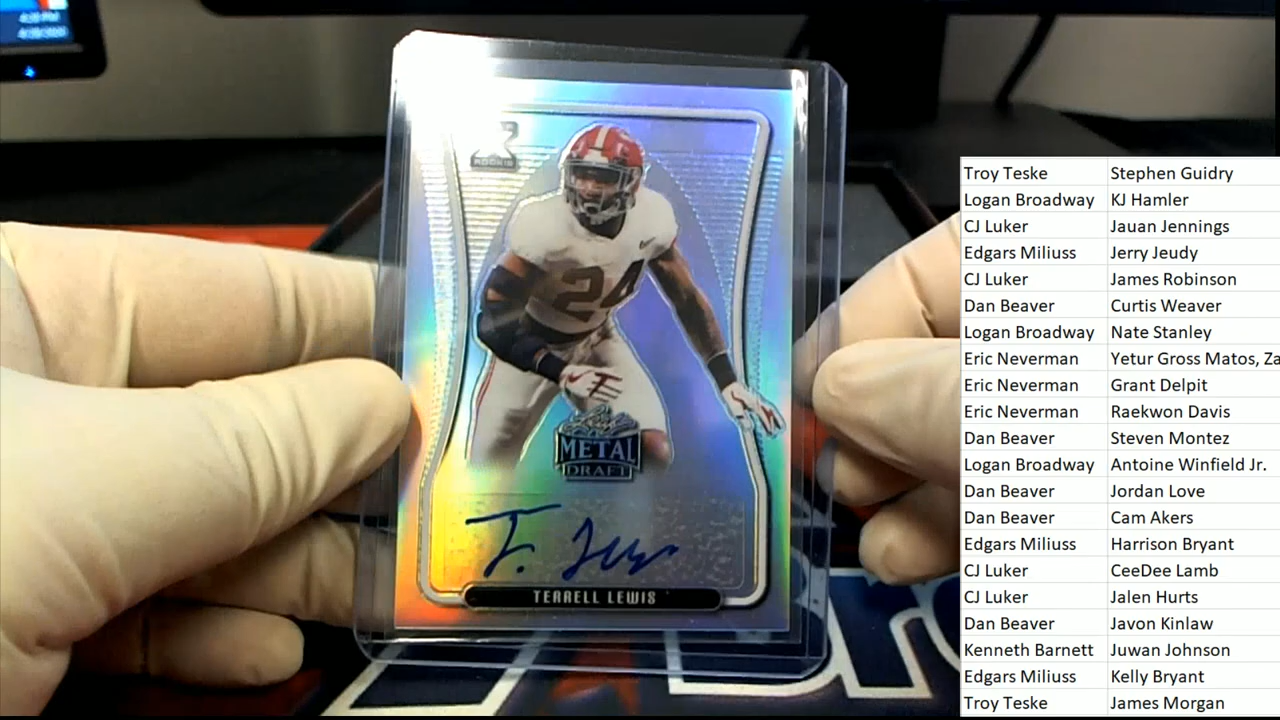 4:20 PM
ROOKIE
24
Leaf
METAL
DRAFT
TERRELL LEWIS
Troy Teske Stephen Guidry
Logan Broadway KJ Hamler
CJ Luker Jauan Jennings
Edgars Miliuss Jerry Jeudy
CJ Luker James Robinson
Dan Beaver Curtis Weaver
Logan Broadway Nate Stanley
Eric Neverman Yetur Gross Matos, Za
Eric Neverman Grant Delpit
Eric Neverman Raekwon Davis
Dan Beaver Steven Montez
Logan Broadway Antoine Winfield Jr.
Dan Beaver Jordan Love
Dan Beaver Cam Akers
Edgars Miliuss Harrison Bryant
CJ Luker CeeDee Lamb
CJ Luker Jalen Hurts
Dan Beaver Javon Kinlaw
Kenneth Barnett Juwan Johnson
Edgars Miliuss Kelly Bryant
Troy Teske James Morgan